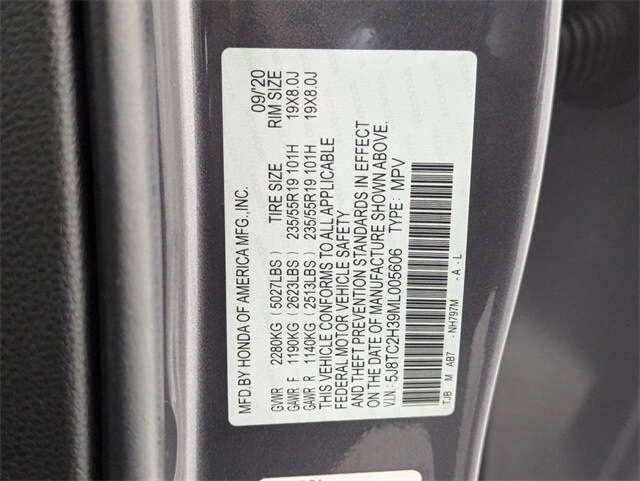 MFD.BY HONDA OF AMERICA MFG.,INC. 09/'20
GVWR 2280KG ( 5027LBS ) TIRE SIZE RIM SIZE
GAWR F 1190KG ( 2623LBS ) 235/55R19 101H 19X8.0J
GAWR R 1140KG ( 2513LBS ) 235/55R19 101H 19X8.0J
THIS VEHICLE CONFORMS TO ALL APPLICABLE
FEDERAL MOTOR VEHICLE SAFETY
AND THEFT PREVENTION STANDARDS IN EFFECT
ON THE DATE OF MANUFACTURE SHOWN ABOVE.
V.I.N.: 5J8TC2H39ML005606 TYPE: MPV
TJB M AB7 - NH797M - A - L